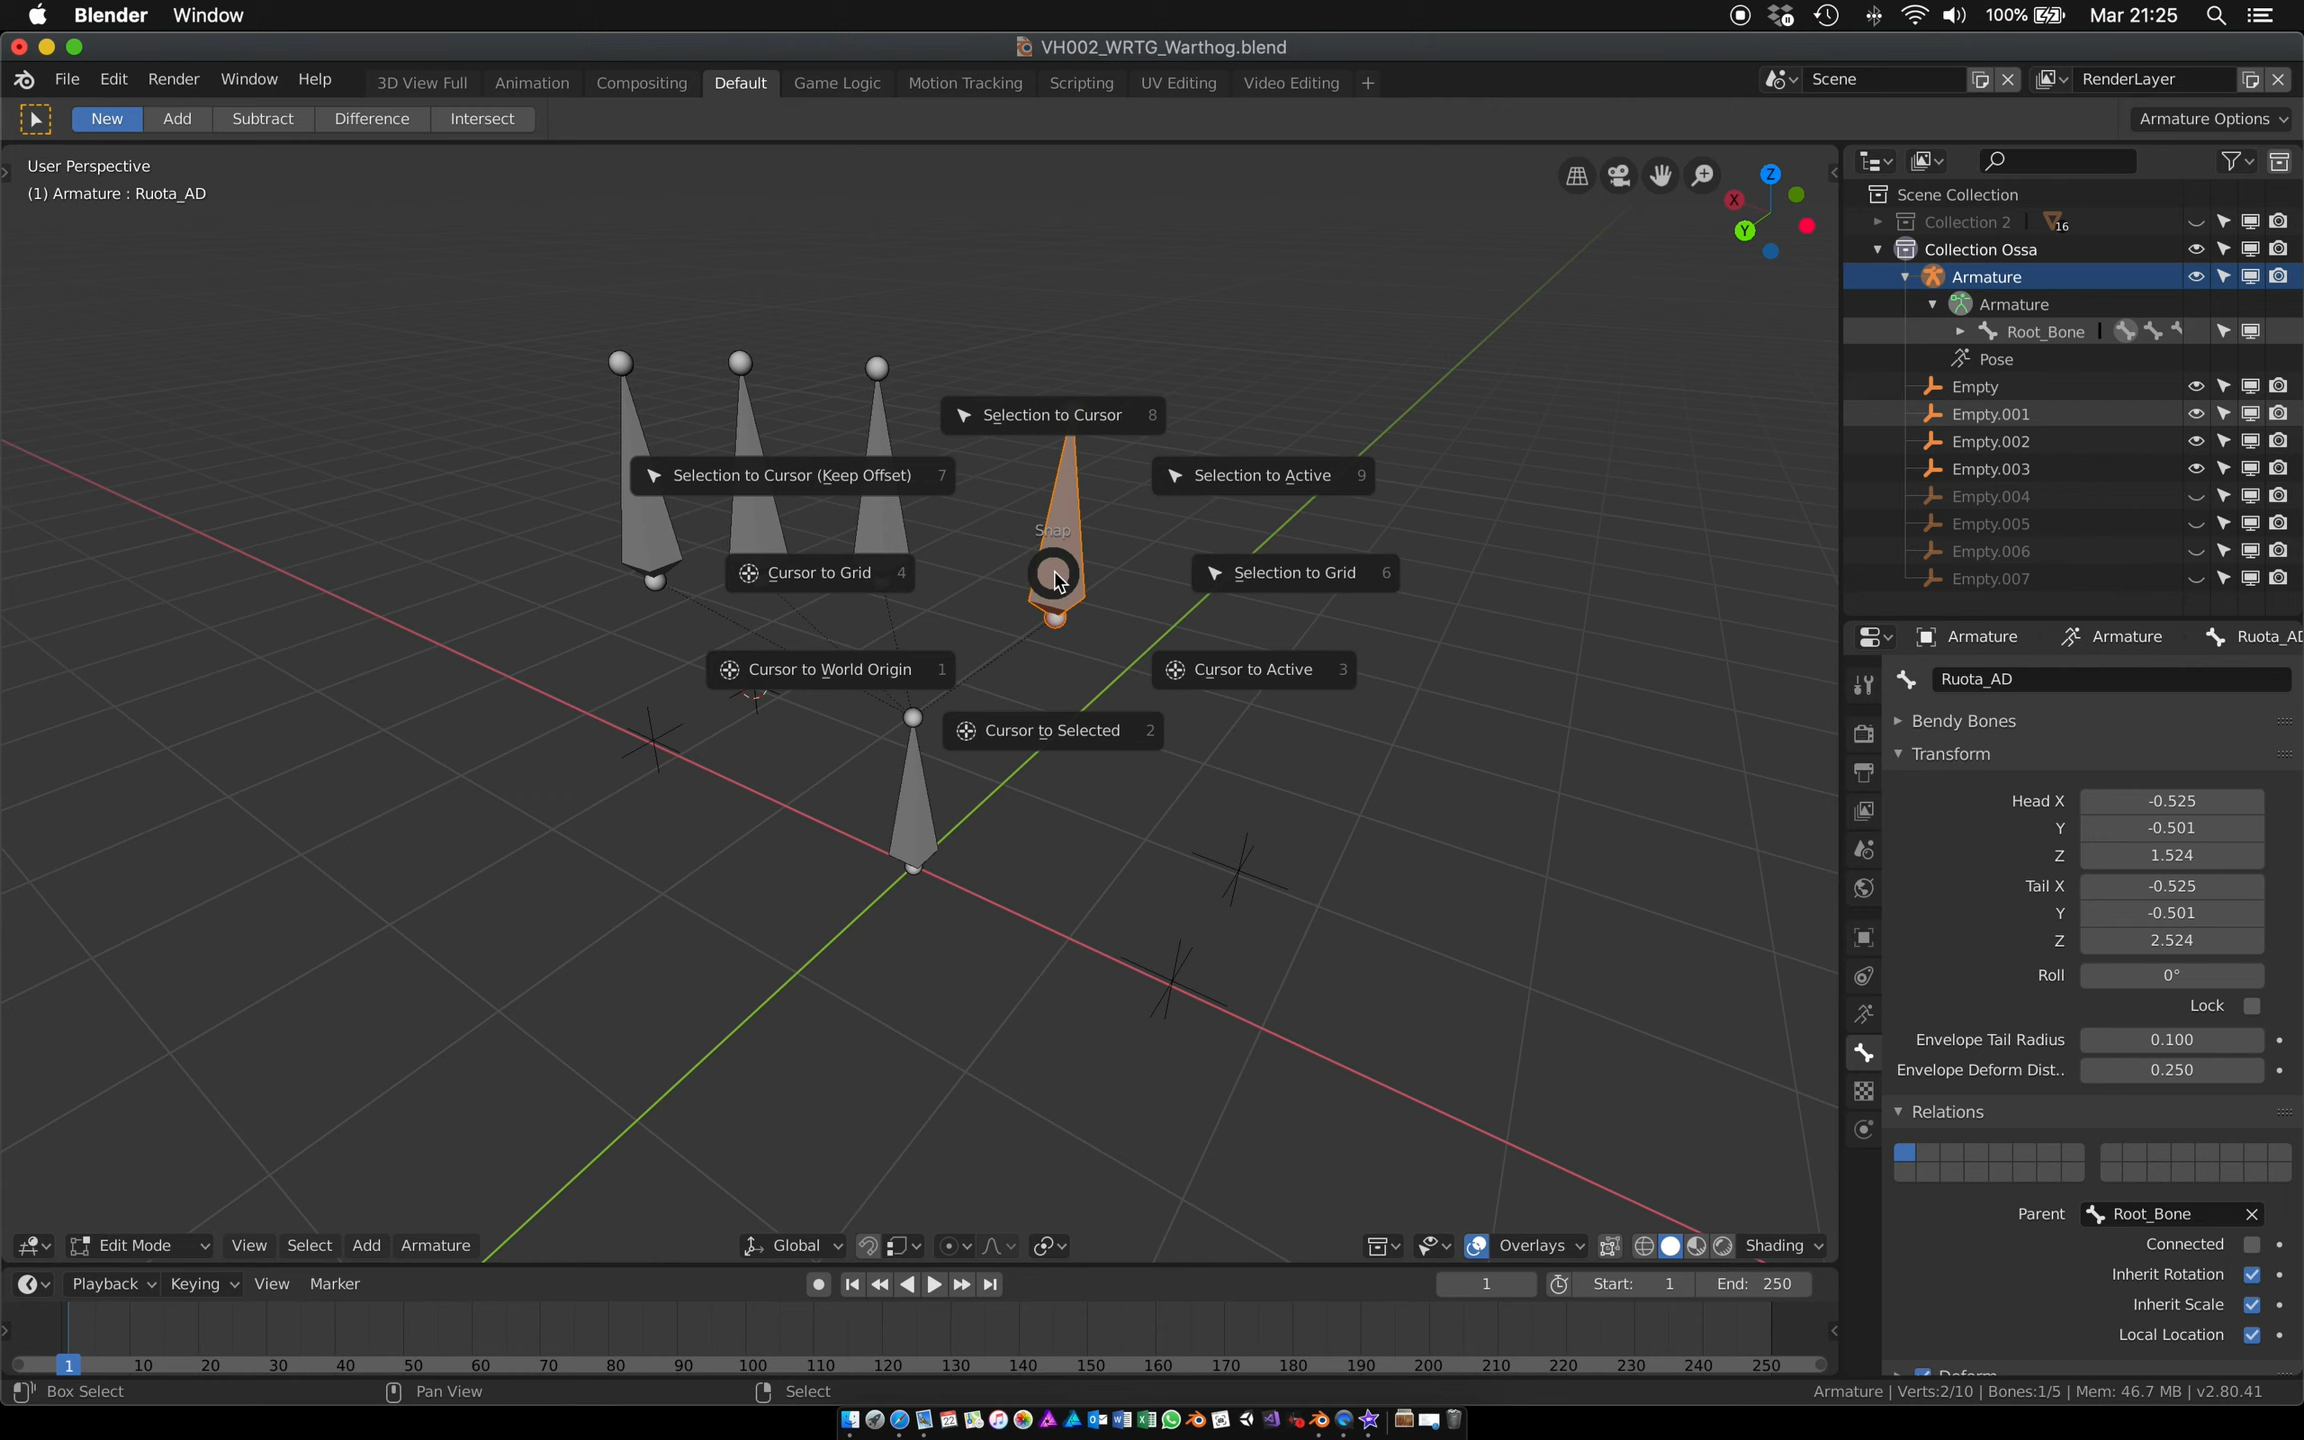 Blender Window 100% Mar 21:25
VH002_WRTG_Warthog.blend
File Edit Render Window Help 3D View Full Animation Compositing Default Game Logic Motion Tracking Scripting UV Editing Video Editing + Scene RenderLayer
New Add Subtract Difference Intersect Armature Options
User Perspective
(1) Armature : Ruota_AD
Z
X
Y
Selection to Cursor 8
Selection to Cursor (Keep Offset) 7
Selection to Active 9
Snap
Cursor to Grid 4
Selection to Grid 6
Cursor to World Origin 1
Cursor to Active 3
Cursor to Selected 2
Scene Collection
Collection 2 16
Collection Ossa
Armature
Armature
Root_Bone
Pose
Empty
Empty.001
Empty.002
Empty.003
Empty.004
Empty.005
Empty.006
Empty.007
Armature Armature Ruota_AD
Ruota_AD
Bendy Bones
Transform
Head X -0.525
Y -0.501
Z 1.524
Tail X -0.525
Y -0.501
Z 2.524
Roll 0°
Lock
Envelope Tail Radius 0.100
Envelope Deform Dist.. 0.250
Relations
Parent Root_Bone
Connected
Inherit Rotation
Inherit Scale
Local Location
Deform
Edit Mode View Select Add Armature Global Overlays Shading
Playback Keying View Marker 1 Start: 1 End: 250
1 10 20 30 40 50 60 70 80 90 100 110 120 130 140 150 160 170 180 190 200 210 220 230 240 250
Box Select Pan View Select Armature | Verts:2/10 | Bones:1/5 | Mem: 46.7 MB | v2.80.41